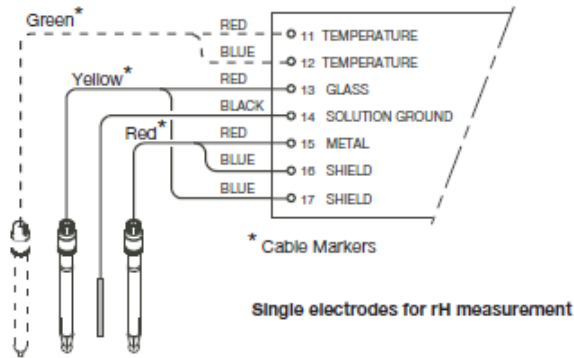 Green*
RED
11 TEMPERATURE
BLUE
12 TEMPERATURE
Yellow*
RED
13 GLASS
BLACK
14 SOLUTION GROUND
Red*
RED
15 METAL
BLUE
16 SHIELD
BLUE
17 SHIELD
* Cable Markers
Single electrodes for rH measurement